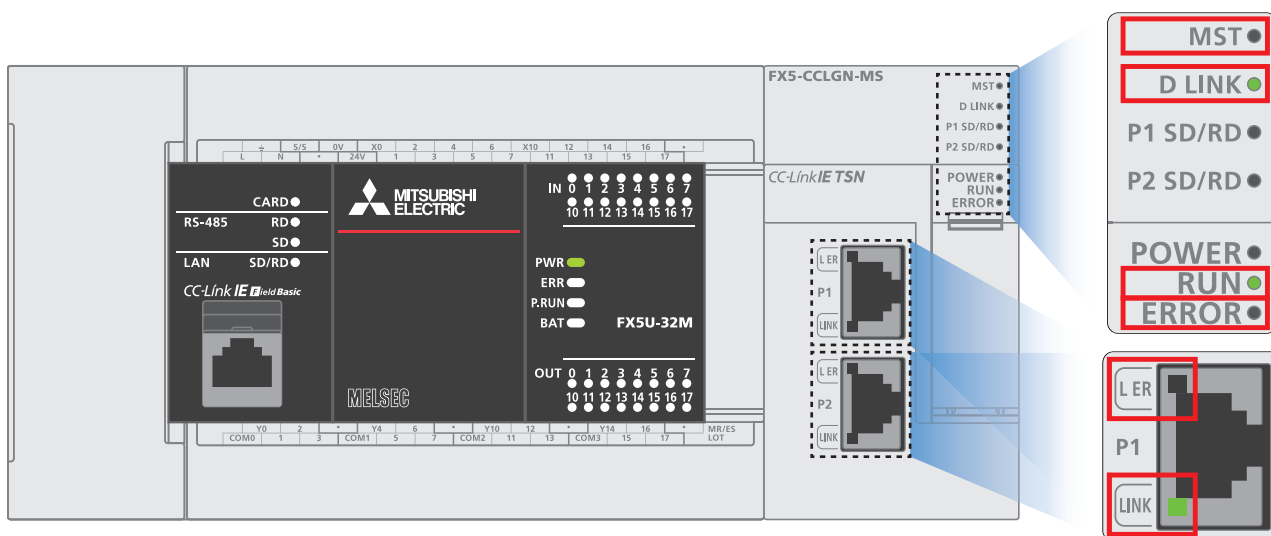 FX5-CCLGN-MS
MST
D LINK
P1 SD/RD
P2 SD/RD
S/S 0V X0 2 4 6 X10 12 14 16 •
L N • 24V 1 3 5 7 11 13 15 17
CC-Link IE TSN
POWER
RUN
ERROR
CARD
RS-485 RD
SD
LAN SD/RD
CC-Link IE Field Basic
MITSUBISHI
ELECTRIC
MELSEC
IN 0 1 2 3 4 5 6 7
10 11 12 13 14 15 16 17
PWR
ERR
P.RUN
BAT
FX5U-32M
OUT 0 1 2 3 4 5 6 7
10 11 12 13 14 15 16 17
Y0 2 • Y4 6 • Y10 12 • Y14 16 • MR/ES
COM0 1 3 COM1 5 7 COM2 11 13 COM3 15 17 LOT
L ER
P1
LINK
L ER
P2
LINK
MST
D LINK
P1 SD/RD
P2 SD/RD
POWER
RUN
ERROR
L ER
P1
LINK